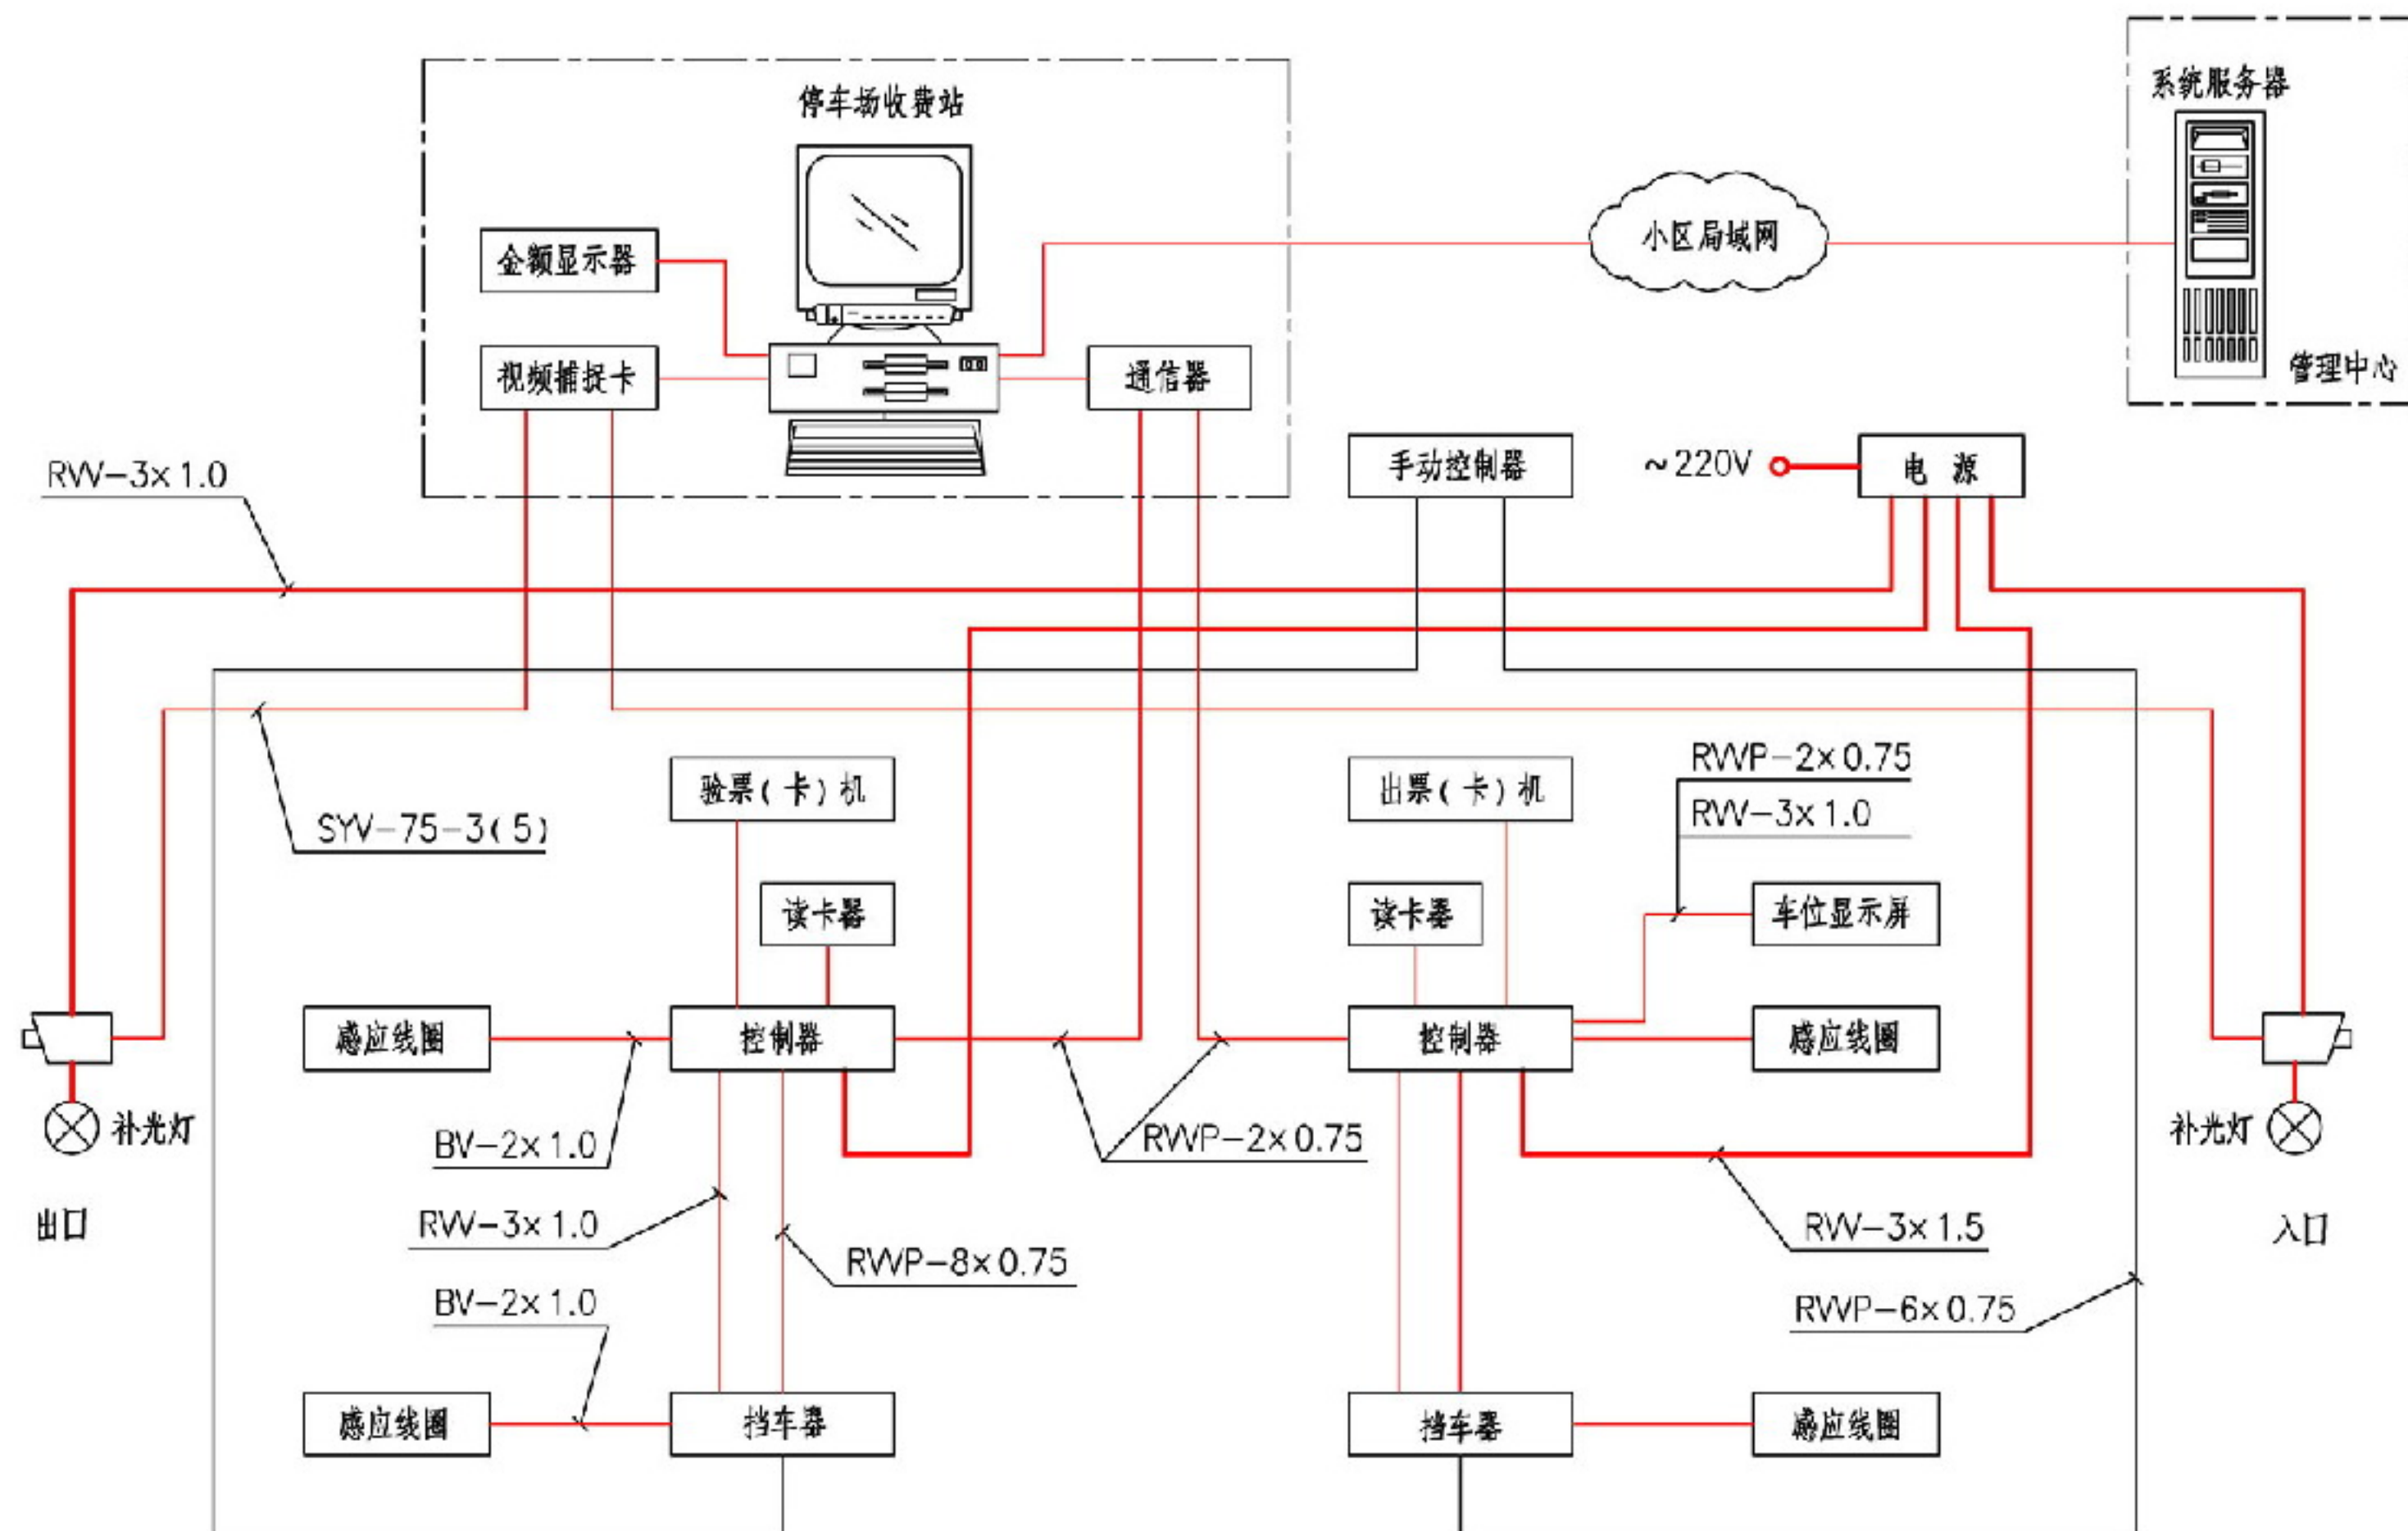 系统服务器
停车场收费站
小区局域网
金额显示器
视频捕捉卡
通信器
管理中心
手动控制器
~220V
电 源
RVV-3×1.0
RVVP-2×0.75
验票(卡)机
出票(卡)机
RVV-3×1.0
SYV-75-3(5)
读卡器
读卡器
车位显示屏
感应线圈
控制器
控制器
感应线圈
补光灯
BV-2×1.0
RVVP-2×0.75
补光灯
出口
RVV-3×1.0
RVV-3×1.5
入口
RVVP-8×0.75
BV-2×1.0
RVVP-6×0.75
感应线圈
挡车器
挡车器
感应线圈